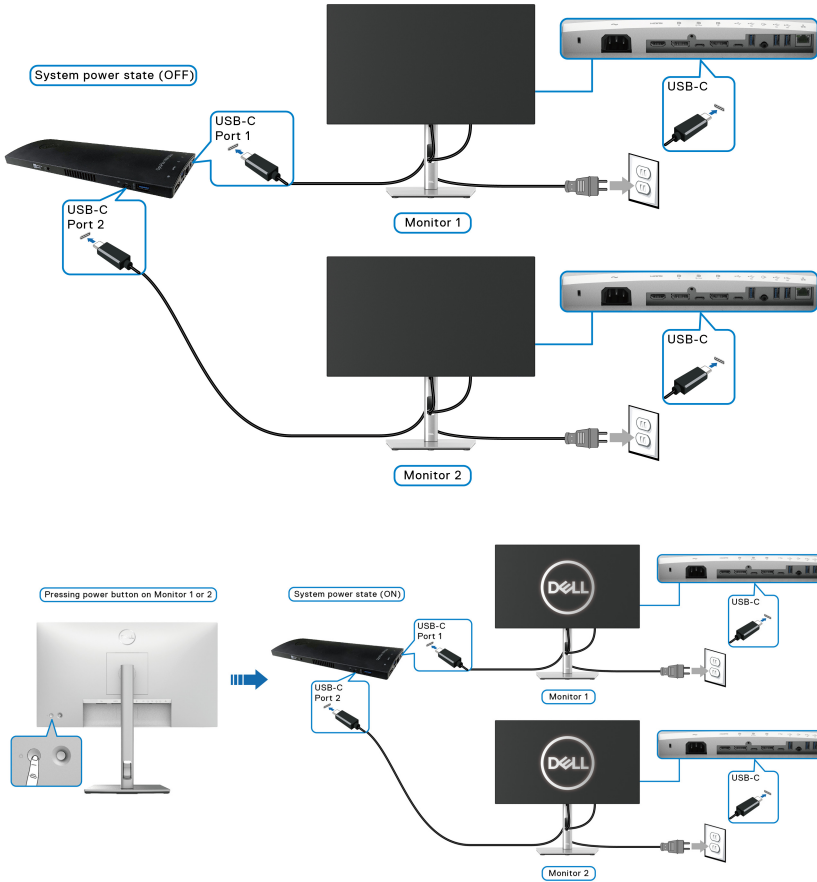 System power state (OFF)
USB-C
Port 1
USB-C
Monitor 1
USB-C
Port 2
USB-C
Monitor 2
Pressing power button on Monitor 1 or 2
System power state (ON)
DELL
USB-C
Port 1
USB-C
Monitor 1
USB-C
Port 2
DELL
USB-C
Monitor 2